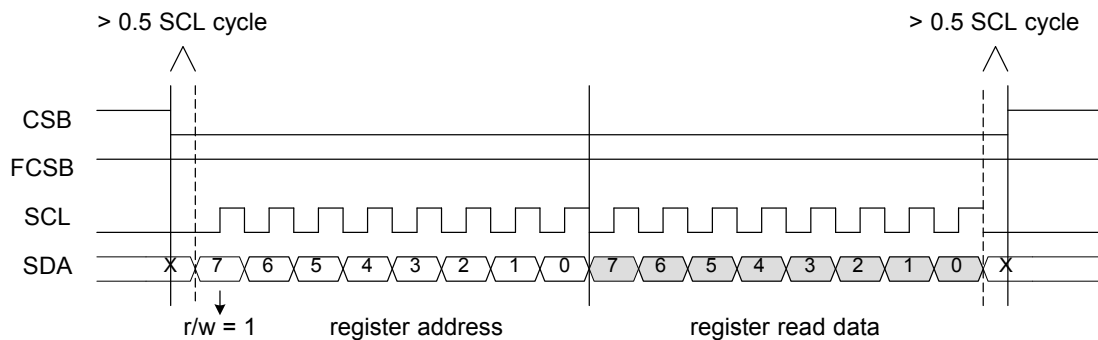 > 0.5 SCL cycle > 0.5 SCL cycle
CSB
FCSB
SCL
SDA X 7 6 5 4 3 2 1 0 7 6 5 4 3 2 1 0 X
r/w = 1 register address register read data